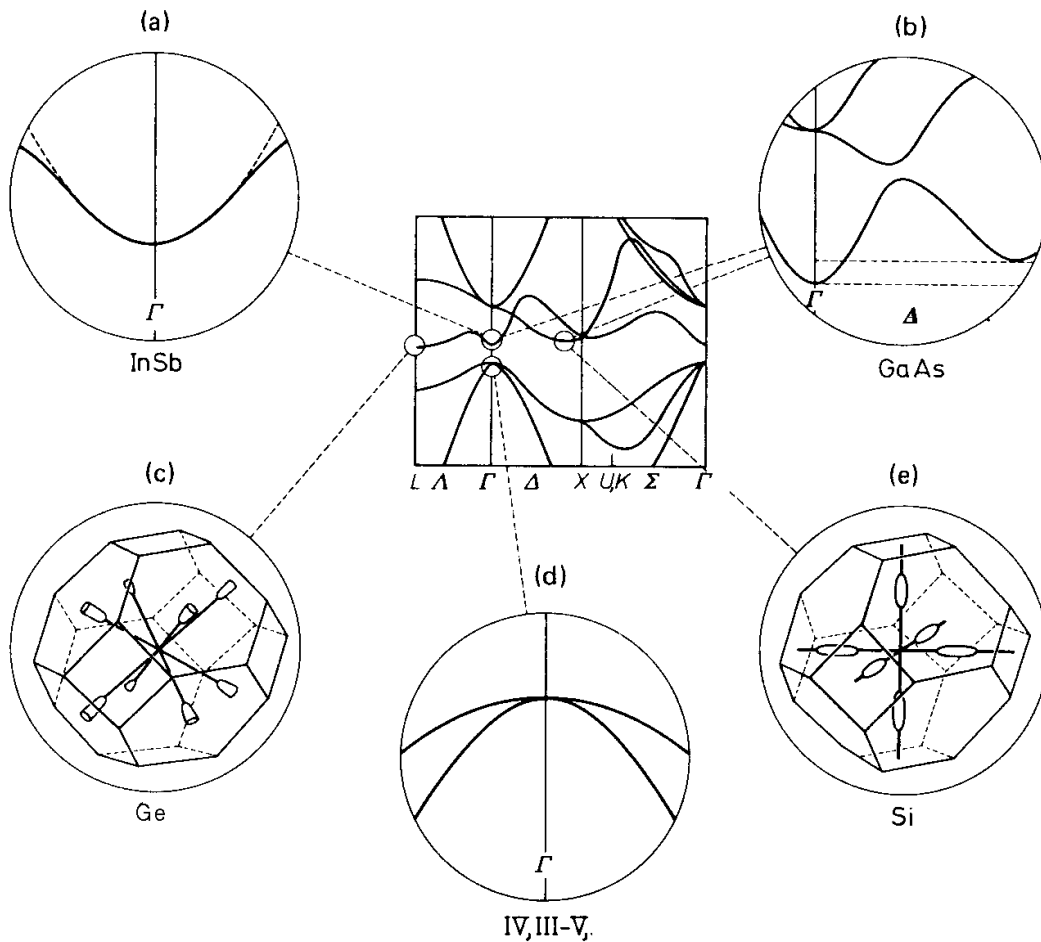 (a)
(b)
Γ
InSb
Γ
Δ
GaAs
L Λ Γ Δ X U,K Σ Γ
(c)
(e)
(d)
Ge
Si
Γ
IV, III-V,.